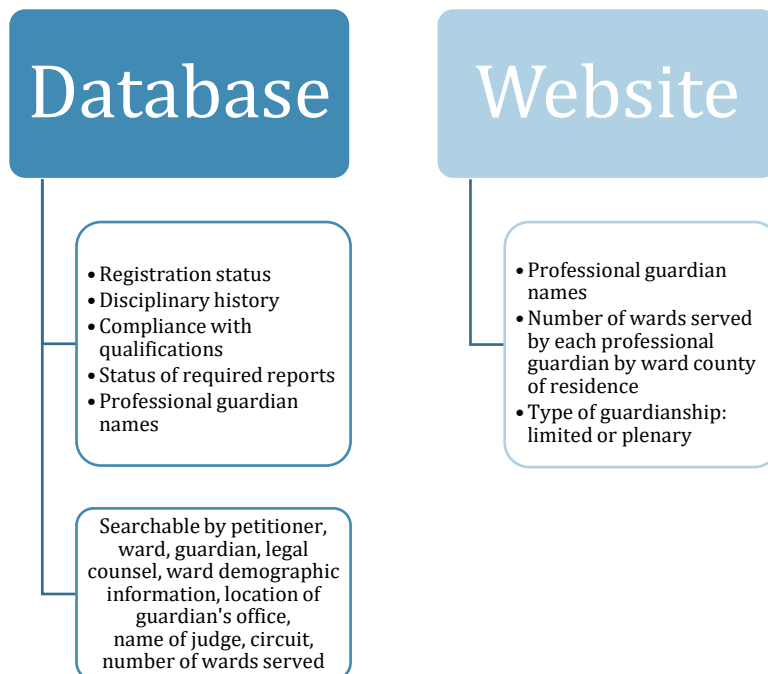 Database
• Registration status
• Disciplinary history
• Compliance with
qualifications
• Status of required reports
• Professional guardian
names
Searchable by petitioner,
ward, guardian, legal
counsel, ward demographic
information, location of
guardian's office,
name of judge, circuit,
number of wards served
Website
• Professional guardian
names
• Number of wards served
by each professional
guardian by ward county
of residence
• Type of guardianship:
limited or plenary